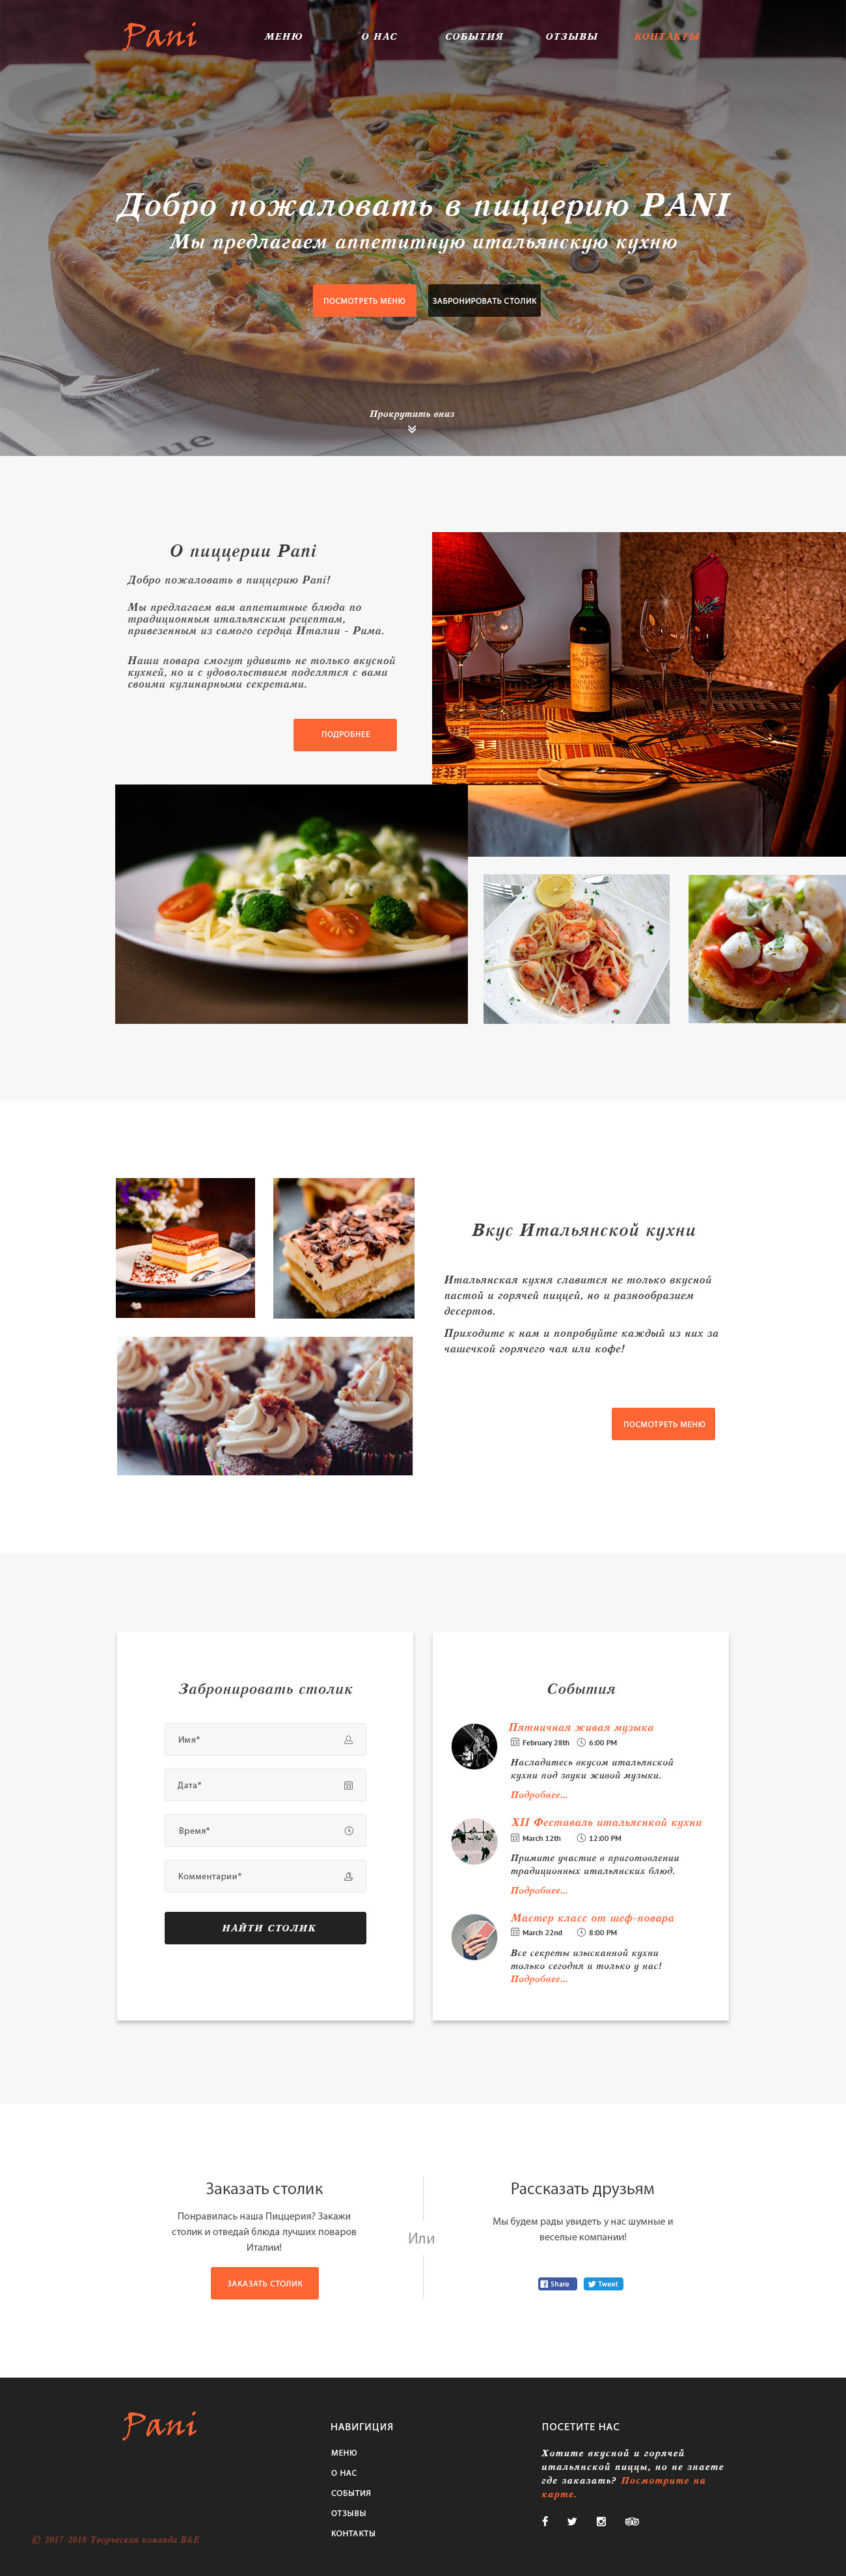 Pani
МЕНЮ
О НАС
СОБЫТИЯ
ОТЗЫВЫ
КОНТАКТЫ
Добро пожаловать в пиццерию PANI
Мы предлагаем аппетитную итальянскую кухню
ПОСМОТРЕТЬ МЕНЮ
ЗАБРОНИРОВАТЬ СТОЛИК
Прокрутить вниз
О пиццерии Pani
Добро пожаловать в пиццерию Pani!
Мы предлагаем вам аппетитные блюда по
традиционным итальянским рецептам,
привезенным из самого сердца Италии - Рима.
Наши повара смогут удивить не только вкусной
кухней, но и с удовольствием поделятся с вами
своими кулинарными секретами.
ПОДРОБНЕЕ
Вкус Итальянской кухни
Итальянская кухня славится не только вкусной
пастой и горячей пиццей, но и разнообразием
десертов.
Приходите к нам и попробуйте каждый из них за
чашечкой горячего чая или кофе!
ПОСМОТРЕТЬ МЕНЮ
Забронировать столик
Имя*
Дата*
Время*
Комментарии*
НАЙТИ СТОЛИК
События
Пятничная живая музыка
February 28th 6:00 PM
Насладитесь вкусом итальянской
кухни под звуки живой музыки.
Подробнее...
XII Фестиваль итальяснкой кухни
March 12th 12:00 PM
Примите участие в приготовлении
традиционных итальянских блюд.
Подробнее...
Мастер класс от шеф-повара
March 22nd 8:00 PM
Все секреты изысканной кухни
только сегодня и только у нас!
Подробнее...
Заказать столик
Понравилась наша Пиццерия? Закажи
столик и отведай блюда лучших поваров
Италии!
ЗАКАЗАТЬ СТОЛИК
Или
Рассказать друзьям
Мы будем рады увидеть у нас шумные и
веселые компании!
Share
Tweet
Pani
НАВИГИЦИЯ
МЕНЮ
О НАС
СОБЫТИЯ
ОТЗЫВЫ
КОНТАКТЫ
ПОСЕТИТЕ НАС
Хотите вкусной и горячей
итальянской пиццы, но не знаете
где заказать? Посмотрите на
карте.
© 2017-2018 Творческая команда B&E